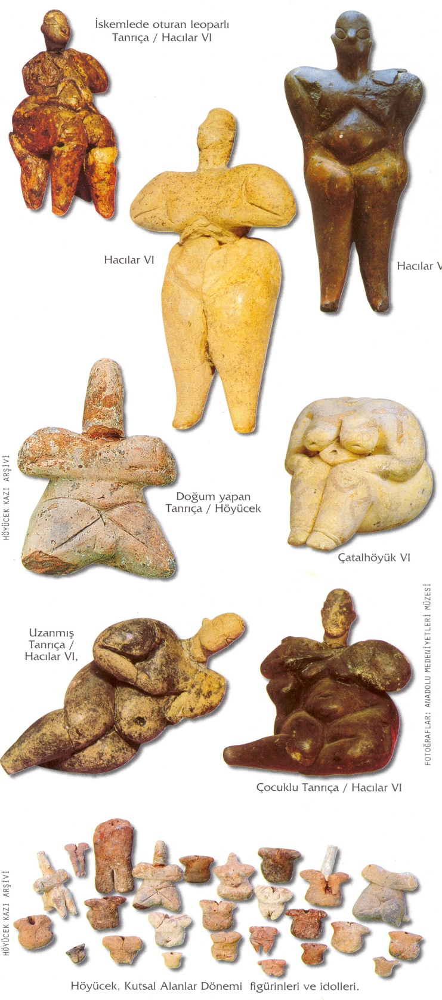 İskemlede oturan leoparlı
Tanrıça / Hacılar VI
Hacılar VI
Hacılar V
HÖYÜCEK KAZI ARŞİVİ
Doğum yapan
Tanrıça / Höyücek
Çatalhöyük VI
Uzanmış
Tanrıça /
Hacılar VI,
FOTOĞRAFLAR: ANADOLU MEDENİYETLERİ MÜZESİ
Çocuklu Tanrıça / Hacılar VI
HÖYÜCEK KAZI ARŞİVİ
Höyücek, Kutsal Alanlar Dönemi figürinleri ve idolleri.